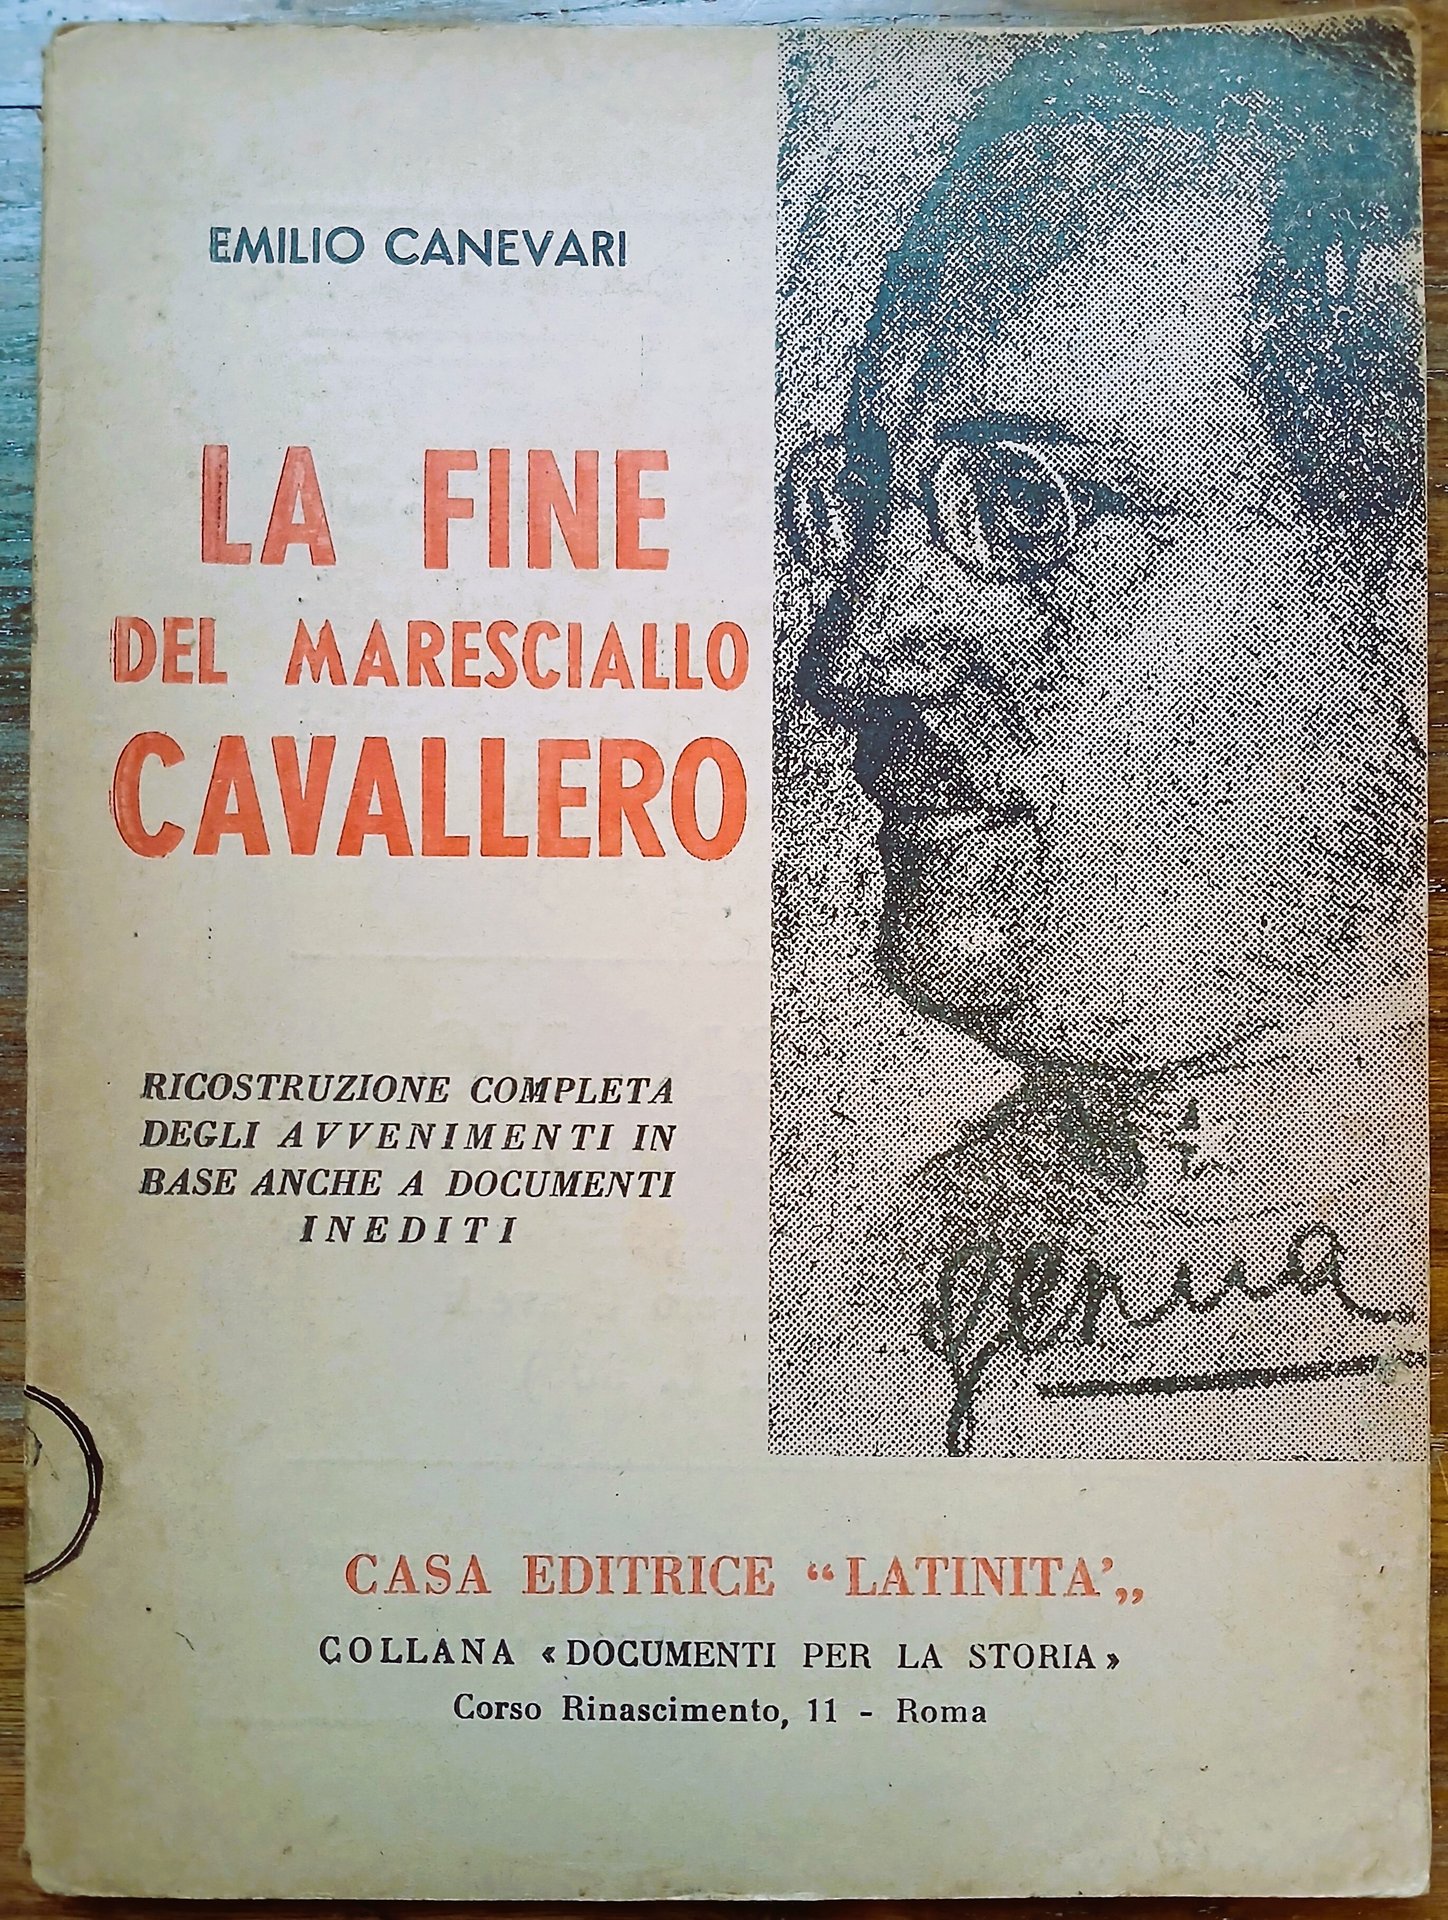 EMILIO CANEVARI
LA FINE
DEL MARESCIALLO
CAVALLERO
RICOSTRUZIONE COMPLETA
DEGLI AVVENIMENTI IN
BASE ANCHE A DOCUMENTI
INEDITI
genua
CASA EDITRICE “LATINITA’„
COLLANA «DOCUMENTI PER LA STORIA»
Corso Rinascimento, 11 - Roma